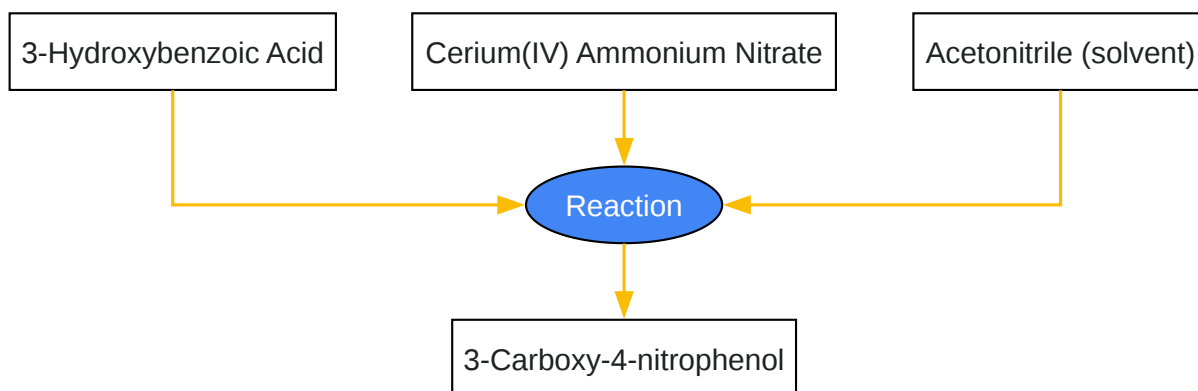 3-Hydroxybenzoic Acid
Cerium(IV) Ammonium Nitrate
Acetonitrile (solvent)
Reaction
3-Carboxy-4-nitrophenol